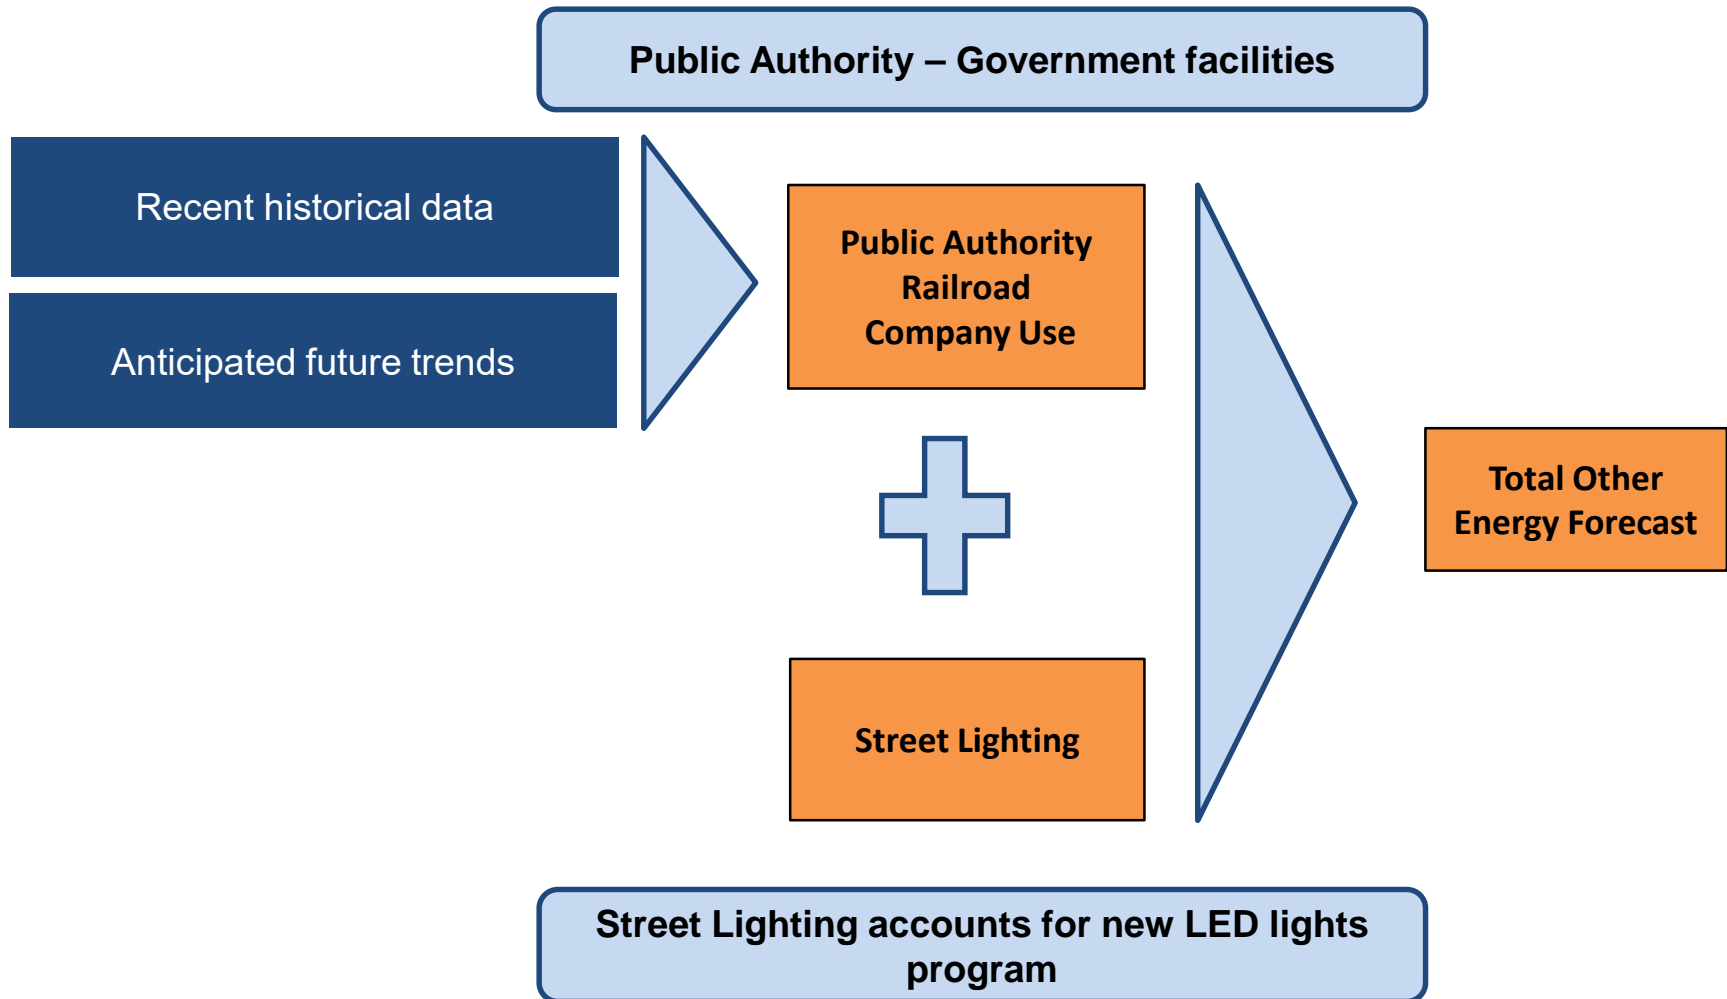 Public Authority – Government facilities
Recent historical data
Anticipated future trends
Public Authority
Railroad
Company Use
Street Lighting
Total Other
Energy Forecast
Street Lighting accounts for new LED lights
program